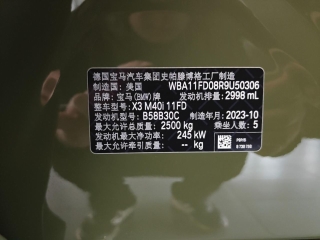 德国宝马汽车集团史帕滕博格工厂制造
制造国：美国 WBA11FD08R9U50306
品牌：宝马(BMW)牌 发动机排量：2998 mL
整车型号：X3 M40i 11FD
发动机型号：B58B30C 制造年月：2023-10
最大允许总质量：2500 kg 乘坐人数：5
发动机最大净功率：245 kW
最大允许牵引质量：-- kg